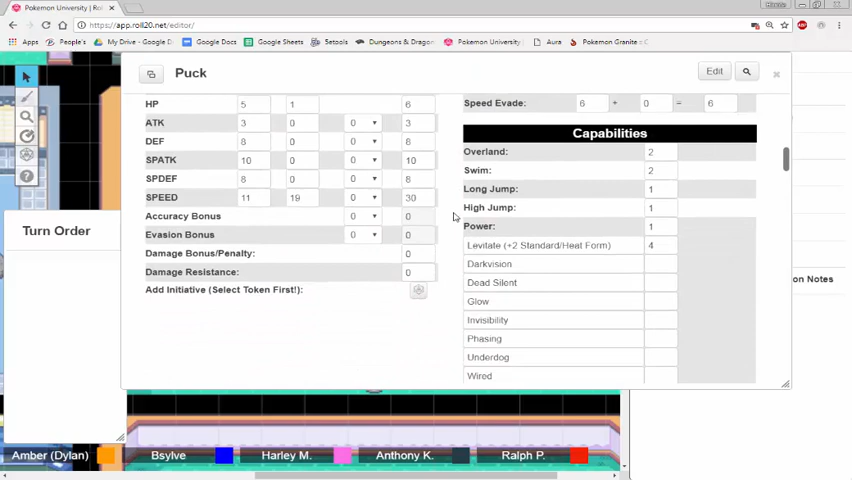 Pokemon University | Roll
https://app.roll20.net/editor/
Apps People's My Drive - Google D Google Docs Google Sheets 5etools Dungeons & Dragon Pokemon University Aura Pokemon Granite = C
Puck Edit
HP 5 1 6
ATK 3 0 0 3
DEF 8 0 0 8
SPATK 10 0 0 10
SPDEF 8 0 0 8
SPEED 11 19 0 30
Accuracy Bonus 0 0
Evasion Bonus 0 0
Damage Bonus/Penalty: 0
Damage Resistance: 0
Add Initiative (Select Token First!):
Speed Evade: 6 + 0 = 6
Capabilities
Overland: 2
Swim: 2
Long Jump: 1
High Jump: 1
Power: 1
Levitate (+2 Standard/Heat Form) 4
Darkvision
Dead Silent
Glow
Invisibility
Phasing
Underdog
Wired
Turn Order
on Notes
Amber (Dylan) Bsylve Harley M. Anthony K. Ralph P.